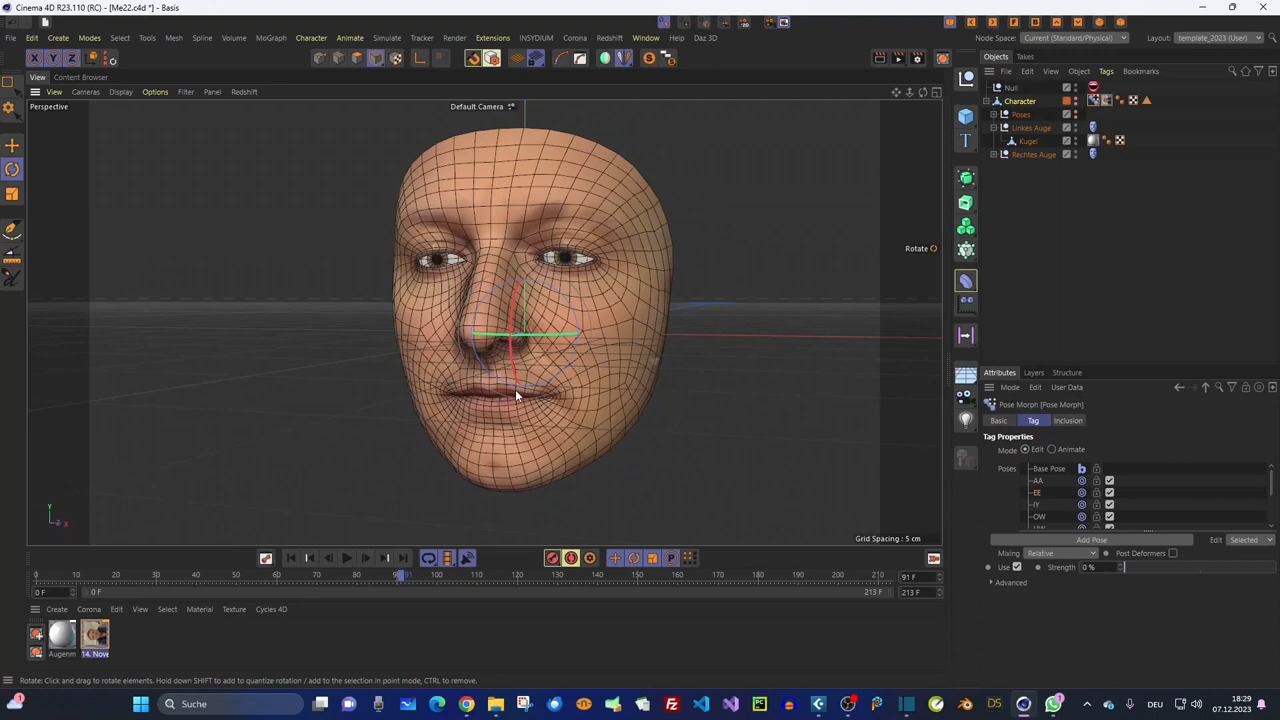 Cinema 4D R23.110 (RC) - [Me22.c4d *] - Basis
File Edit Create Modes Select Tools Mesh Spline Volume MoGraph Character Animate Simulate Tracker Render Extensions INSYDIUM Corona Redshift Window Help Daz 3D
Node Space: Current (Standard/Physical) Layout: template_2023 (Startup)
X Y Z
View Content Browser
View Cameras Display Options Filter Panel Redshift
Perspective
Default Camera
Rotate
Grid Spacing : 5 cm
Y
Z X
0 10 20 30 40 50 60 70 80 9091 100 110 120 130 140 150 160 170 180 190 200 210
91 F
0 F 0 F 213 F 213 F
Create Corona Edit View Select Material Texture Cycles 4D
Augenm 14. Nove
Rotate: Click and drag to rotate elements. Hold down SHIFT to add to quantize rotation / add to the selection in point mode, CTRL to remove.
Objects Takes
File Edit View Object Tags Bookmarks
Null
Character
Poses
Linkes Auge
Kugel
Rechtes Auge
Attributes Layers Structure
Mode Edit User Data
Pose Morph [Pose Morph]
Basic Tag Inclusion
Tag Properties
Mode Edit Animate
Poses Base Pose
AA
EE
IY
OW
UW
Add Pose Edit Selected
Mixing Relative Post Deformers
Use Strength 0 %
Advanced
Suche
DEU 18:29
07.12.2023